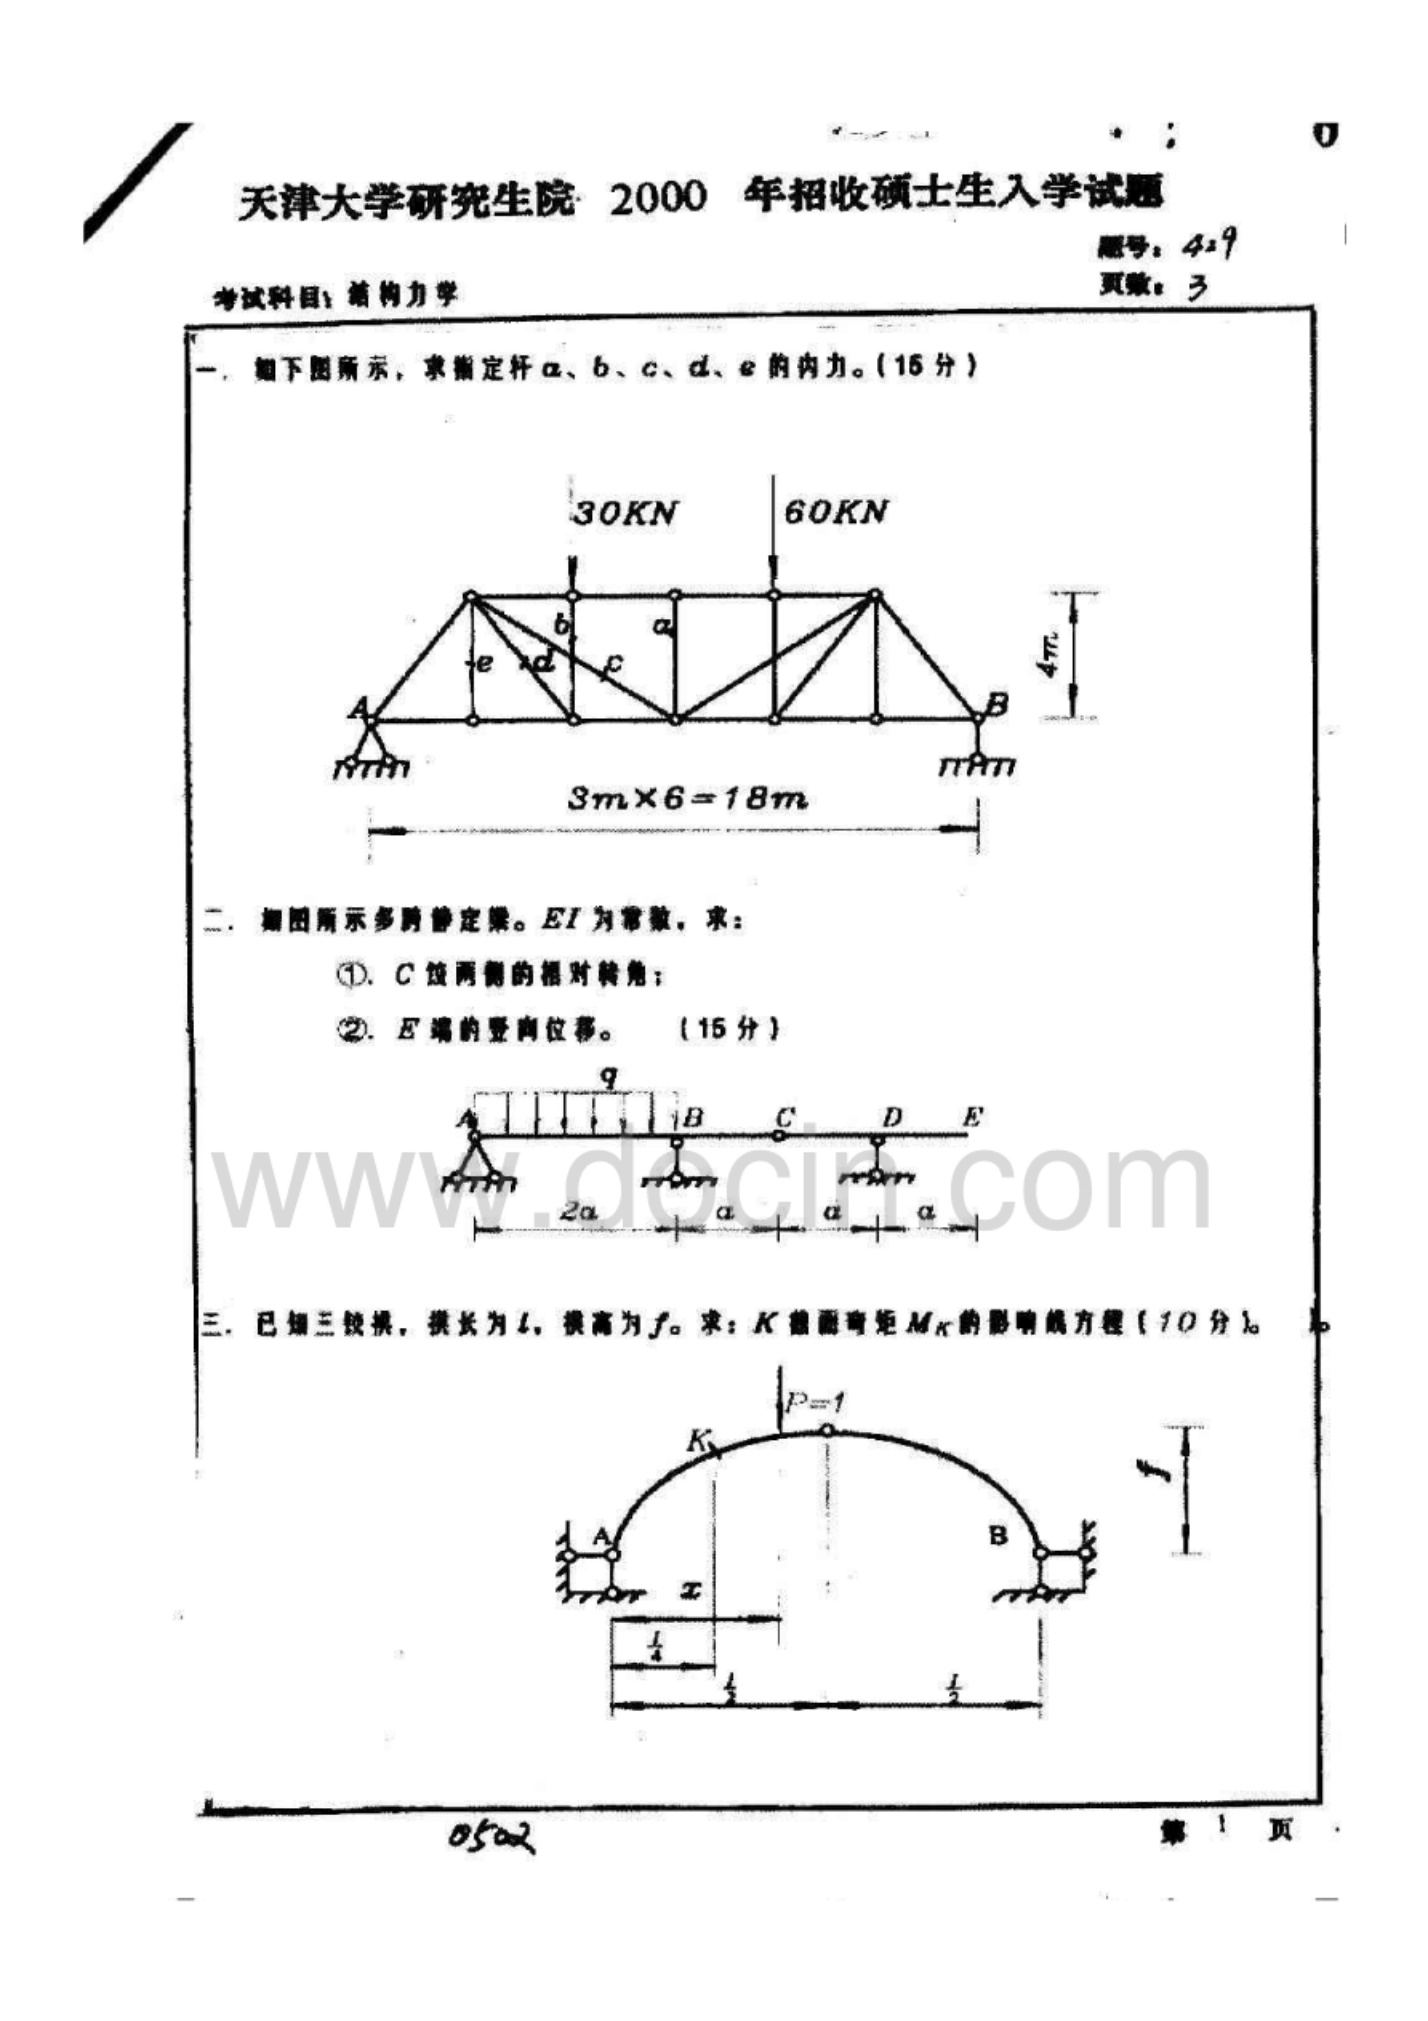 天津大学研究生院 2000 年招收硕士生入学试题
题号: 429
页数: 3
考试科目: 结构力学
一. 如下图所示, 求指定杆 a、b、c、d、e 的内力。(15 分)
30KN
60KN
b
a
e
d
c
4m
A
B
3m×6=18m
二. 如图所示多跨静定梁。EI 为常数, 求:
①. C 铰两侧的相对转角;
②. E 端的竖向位移。 (15 分)
q
A
B
C
D
E
2a
a
a
a
www.docin.com
三. 已知三铰拱, 拱长为 l, 拱高为 f。求: K 截面弯矩 MK 的影响线方程 (10 分)。
P=1
K
f
A
B
x
l/4
l/2
l/2
0502
第 1 页